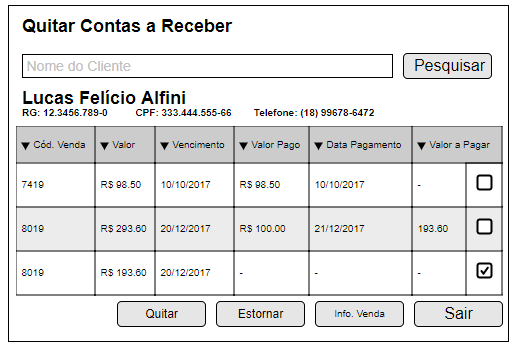 Quitar Contas a Receber
Nome do Cliente Pesquisar
Lucas Felício Alfini
RG: 12.3456.789-0 CPF: 333.444.555-66 Telefone: (18) 99678-6472
▼ Cód. Venda ▼ Valor ▼ Vencimento ▼ Valor Pago ▼ Data Pagamento ▼ Valor a Pagar
7419 R$ 98.50 10/10/2017 R$ 98.50 10/10/2017 -
8019 R$ 293.60 20/12/2017 R$ 100.00 21/12/2017 193.60
8019 R$ 193.60 20/12/2017 - - -
Quitar Estornar Info. Venda Sair